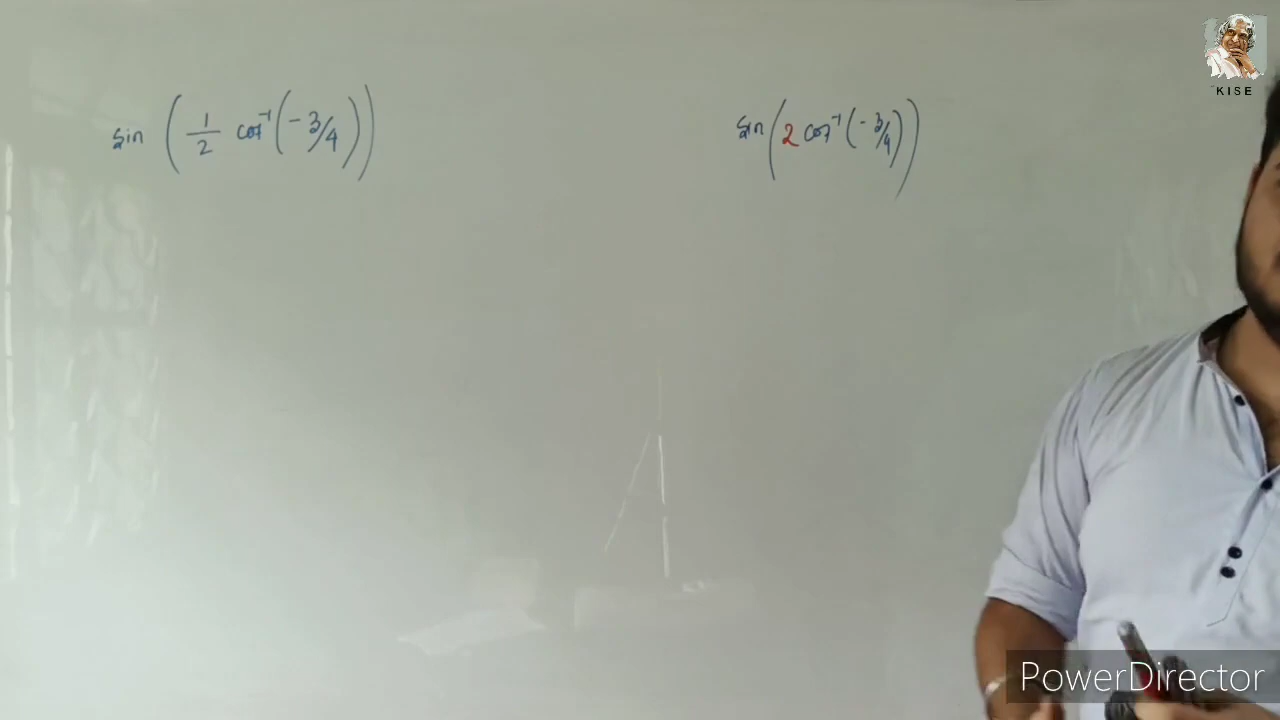 sin (1/2 cot⁻¹(-3/4))
sin(2 cot⁻¹(-3/4))
KISE
PowerDirector